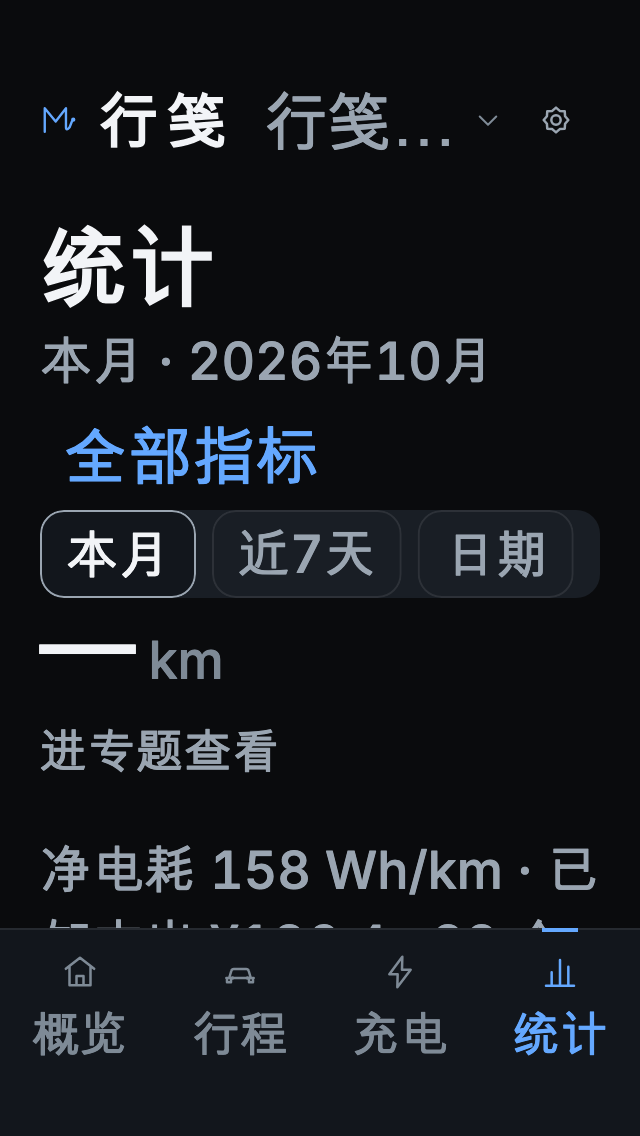 行笺 行笺…
统计
本月 · 2026年10月
全部指标
本月 近7天 日期
— km
进专题查看
净电耗 158 Wh/km · 已
概览 行程 充电 统计